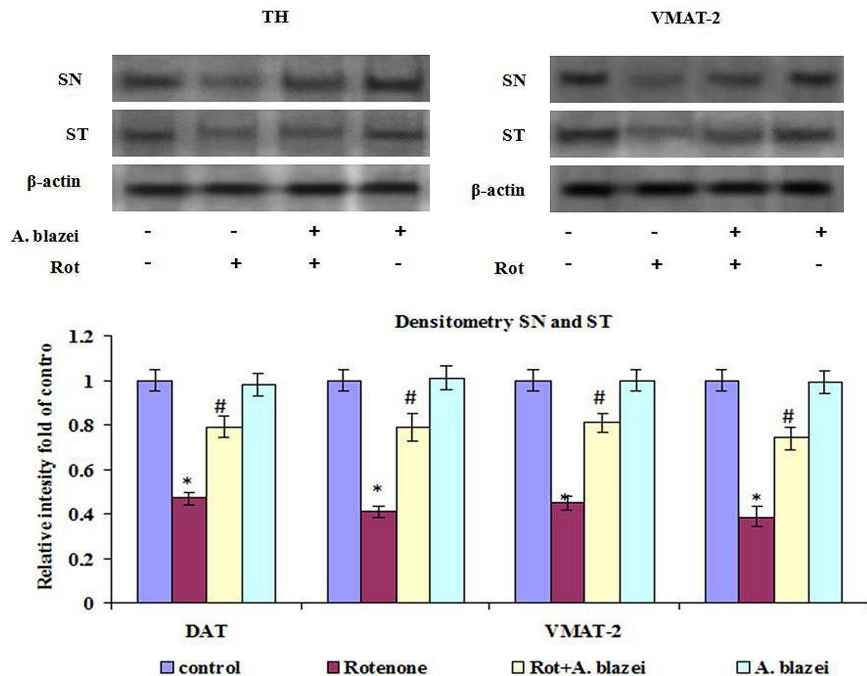 TH VMAT-2
SN SN
ST ST
β-actin β-actin
A. blazei - - + + - - + +
Rot - + + - Rot - + + -
Densitometry SN and ST
Relative intesity fold of contro
1.2
1
0.8
0.6
0.4
0.2
0
* # * # * # * #
DAT VMAT-2
control Rotenone Rot+A. blazei A. blazei